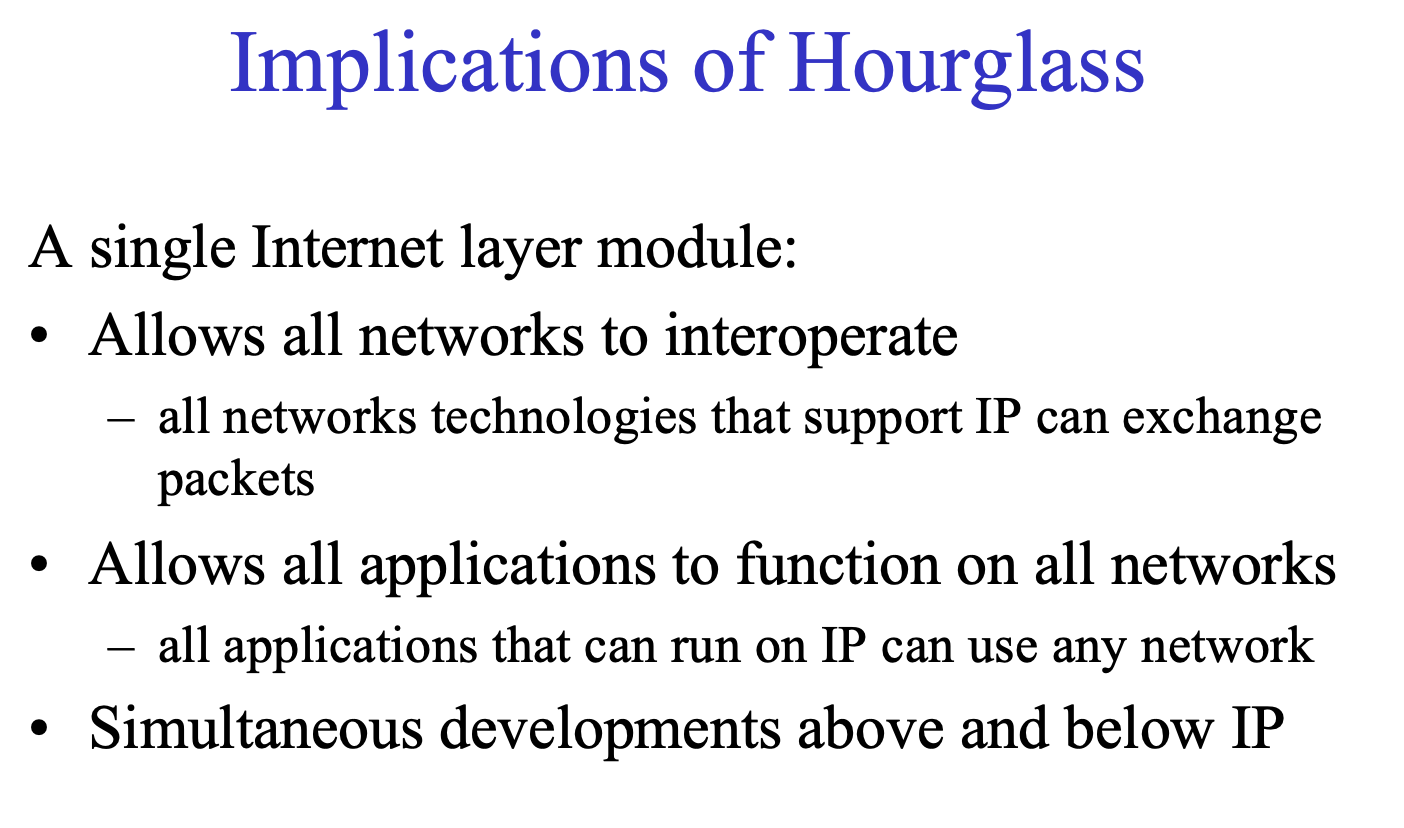 Implications of Hourglass
A single Internet layer module:
• Allows all networks to interoperate
– all networks technologies that support IP can exchange
packets
• Allows all applications to function on all networks
– all applications that can run on IP can use any network
• Simultaneous developments above and below IP